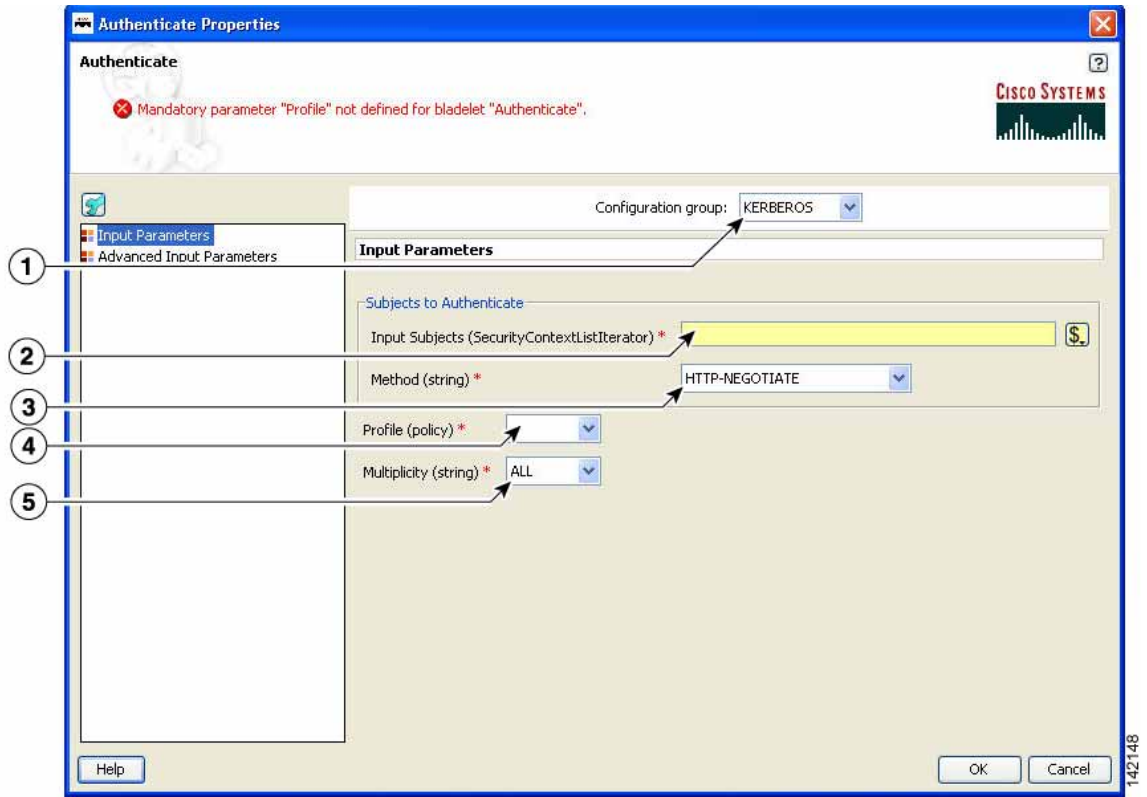 Authenticate Properties
Authenticate
?
Mandatory parameter "Profile" not defined for bladelet "Authenticate".
CISCO SYSTEMS
Configuration group: KERBEROS
Input Parameters
Advanced Input Parameters
Input Parameters
1
Subjects to Authenticate
Input Subjects (SecurityContextListIterator) *
$
2
Method (string) * HTTP-NEGOTIATE
3
Profile (policy) *
4
Multiplicity (string) * ALL
5
Help
OK
Cancel
142148